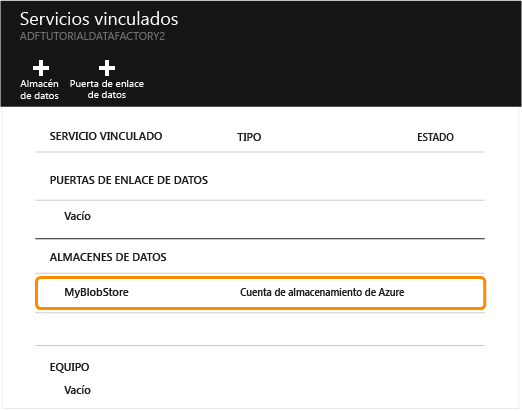 Servicios vinculados
ADFTUTORIALDATAFACTORY2
Almacén de datos
Puerta de enlace de datos
SERVICIO VINCULADO TIPO ESTADO
PUERTAS DE ENLACE DE DATOS
Vacío
ALMACENES DE DATOS
MyBlobStore Cuenta de almacenamiento de Azure
EQUIPO
Vacío